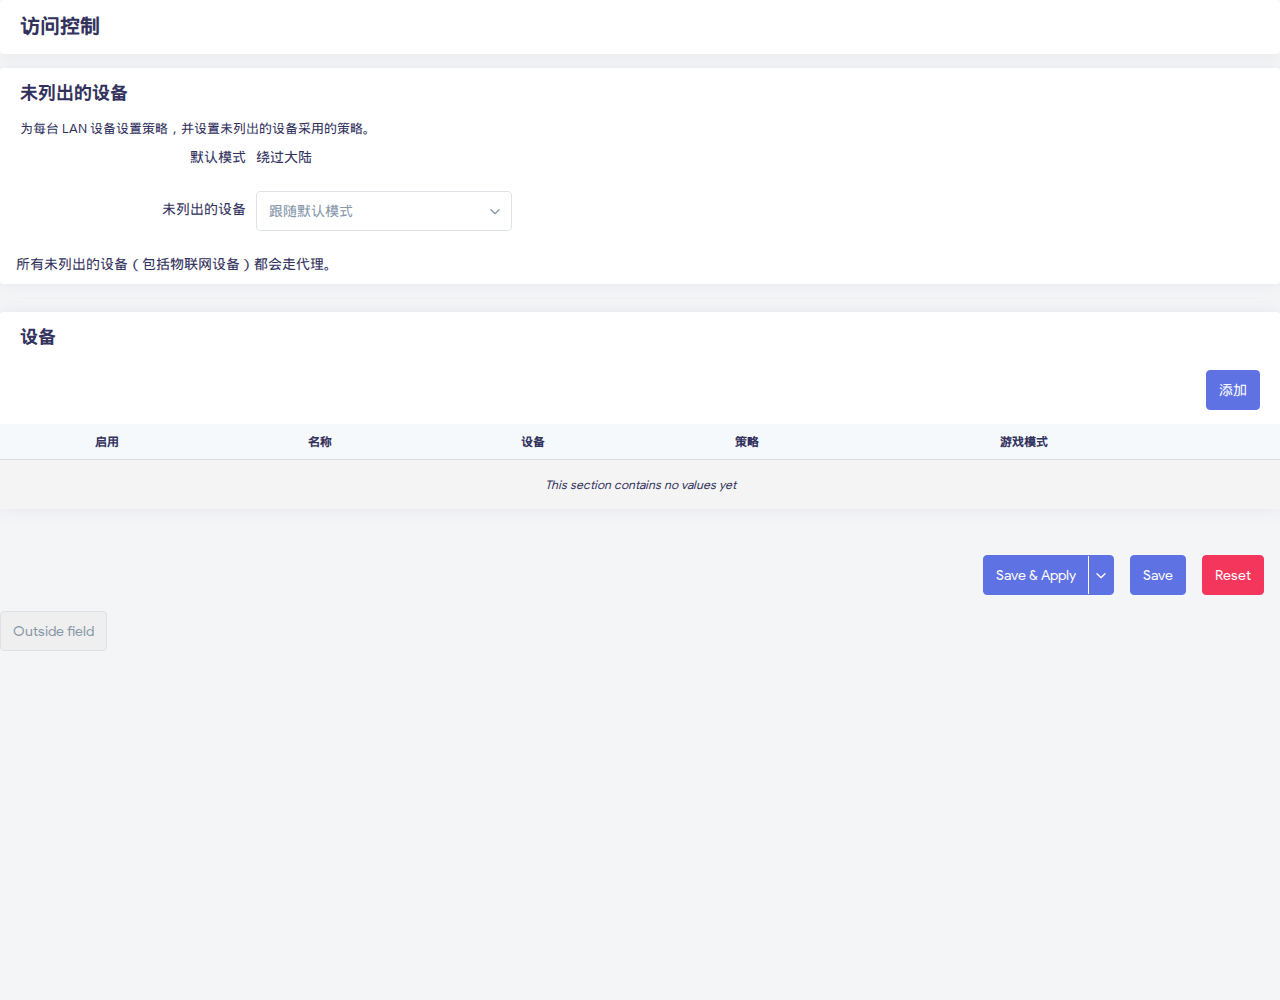 访问控制
未列出的设备
为每台 LAN 设备设置策略，并设置未列出的设备采用的策略。
默认模式 绕过大陆
未列出的设备 跟随默认模式
所有未列出的设备（包括物联网设备）都会走代理。
设备
添加
启用 名称 设备 策略 游戏模式
This section contains no values yet
Save & Apply Save Reset
Outside field